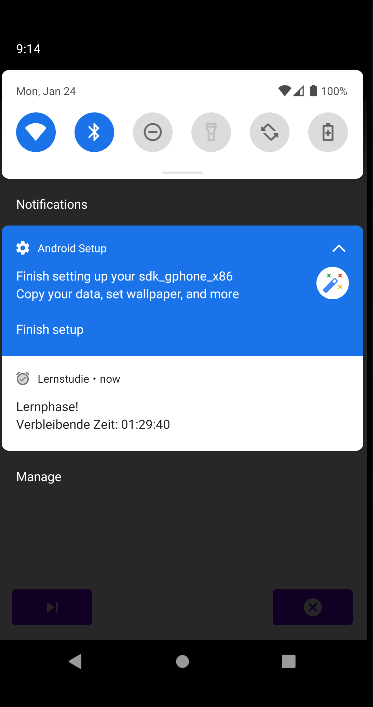 9:14
Mon, Jan 24
100%
Notifications
Android Setup
Finish setting up your sdk_gphone_x86
Copy your data, set wallpaper, and more
Finish setup
Lernstudie • now
Lernphase!
Verbleibende Zeit: 01:29:40
Manage